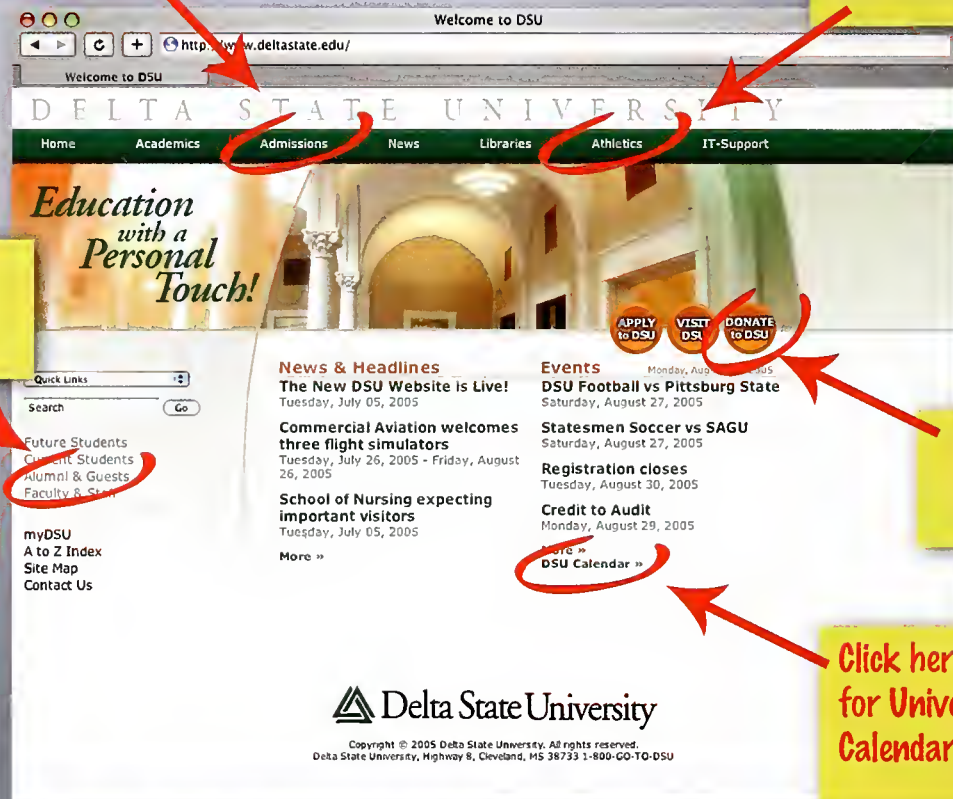 Welcome to DSU
http://www.deltastate.edu/
Welcome to DSU
DELTA STATE UNIVERSITY
Home Academics Admissions News Libraries Athletics IT-Support
Education
with a
Personal
Touch!
APPLY to DSU
VISIT DSU
DONATE to DSU
Quick Links
Search Go
Future Students
Current Students
Alumni & Guests
Faculty & Staff
myDSU
A to Z Index
Site Map
Contact Us
News & Headlines
The New DSU Website is Live!
Tuesday, July 05, 2005
Commercial Aviation welcomes
three flight simulators
Tuesday, July 26, 2005 - Friday, August
26, 2005
School of Nursing expecting
important visitors
Tuesday, July 05, 2005
More »
Events
Monday, 2005
DSU Football vs Pittsburg State
Saturday, August 27, 2005
Statesmen Soccer vs SAGU
Saturday, August 27, 2005
Registration closes
Tuesday, August 30, 2005
Credit to Audit
Monday, August 29, 2005
More »
DSU Calendar »
Click her
for Unive
Calendar
Delta State University
Copyright © 2005 Delta State University. All rights reserved.
Delta State University, Highway 8, Cleveland, MS 38733 1-800-GO-TO-DSU